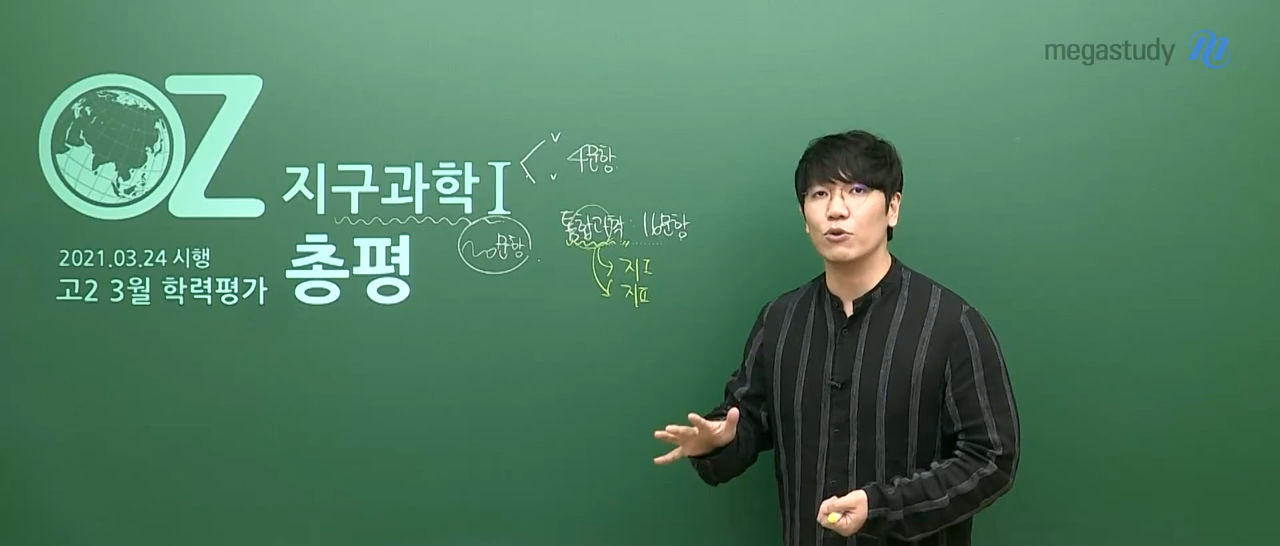 megastudy
OZ
지구과학Ⅰ
총평
2021.03.24 시행
고2 3월 학력평가
4문항
통합과학 : 16문항
20문항
지Ⅰ
지Ⅱ